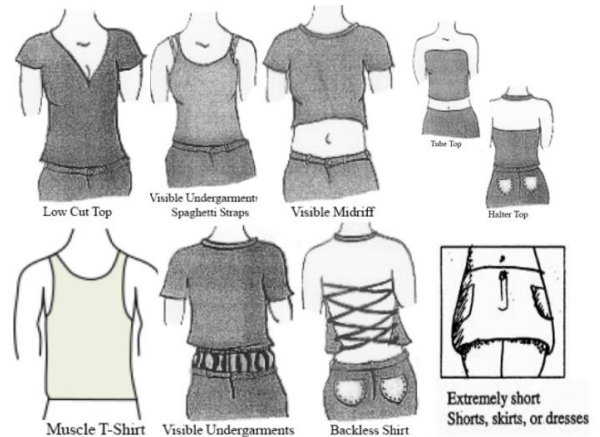 Low Cut Top
Visible Undergarments
Spaghetti Straps
Visible Midriff
Tube Top
Halter Top
Muscle T-Shirt
Visible Undergarments
Backless Shirt
Extremely short
Shorts, skirts, or dresses